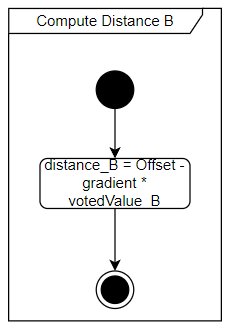 Compute Distance B
distance_B = Offset -
gradient *
votedValue_B